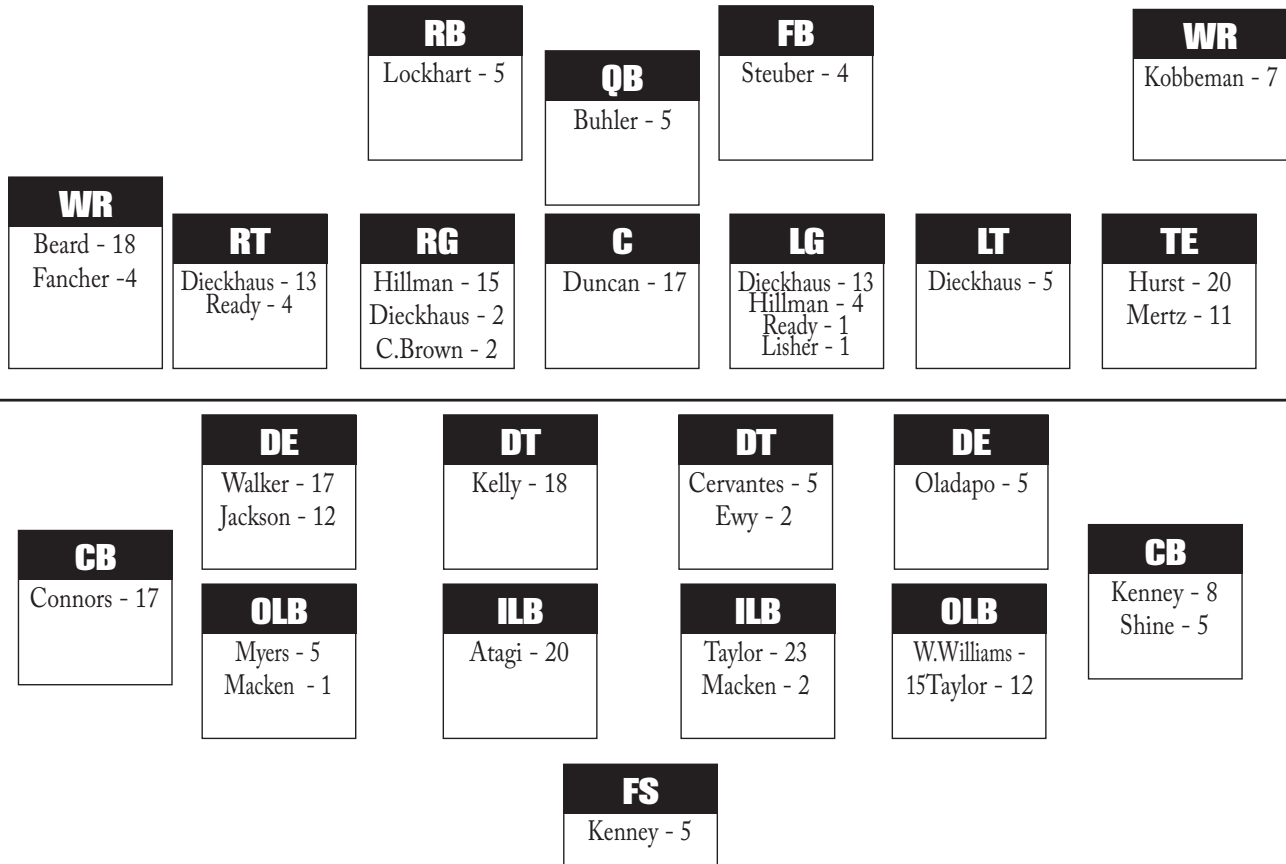 RB
Lockhart - 5
QB
Buhler - 5
FB
Steuber - 4
WR
Kobbeman - 7
WR
Beard - 18
Fancher -4
RT
Dieckhaus - 13
Ready - 4
RG
Hillman - 15
Dieckhaus - 2
C.Brown - 2
C
Duncan - 17
LG
Dieckhaus - 13
Hillman - 4
Ready - 1
Lisher - 1
LT
Dieckhaus - 5
TE
Hurst - 20
Mertz - 11
DE
Walker - 17
Jackson - 12
DT
Kelly - 18
DT
Cervantes - 5
Ewy - 2
DE
Oladapo - 5
CB
Connors - 17
CB
Kenney - 8
Shine - 5
OLB
Myers - 5
Macken - 1
ILB
Atagi - 20
ILB
Taylor - 23
Macken - 2
OLB
W.Williams -
15Taylor - 12
FS
Kenney - 5